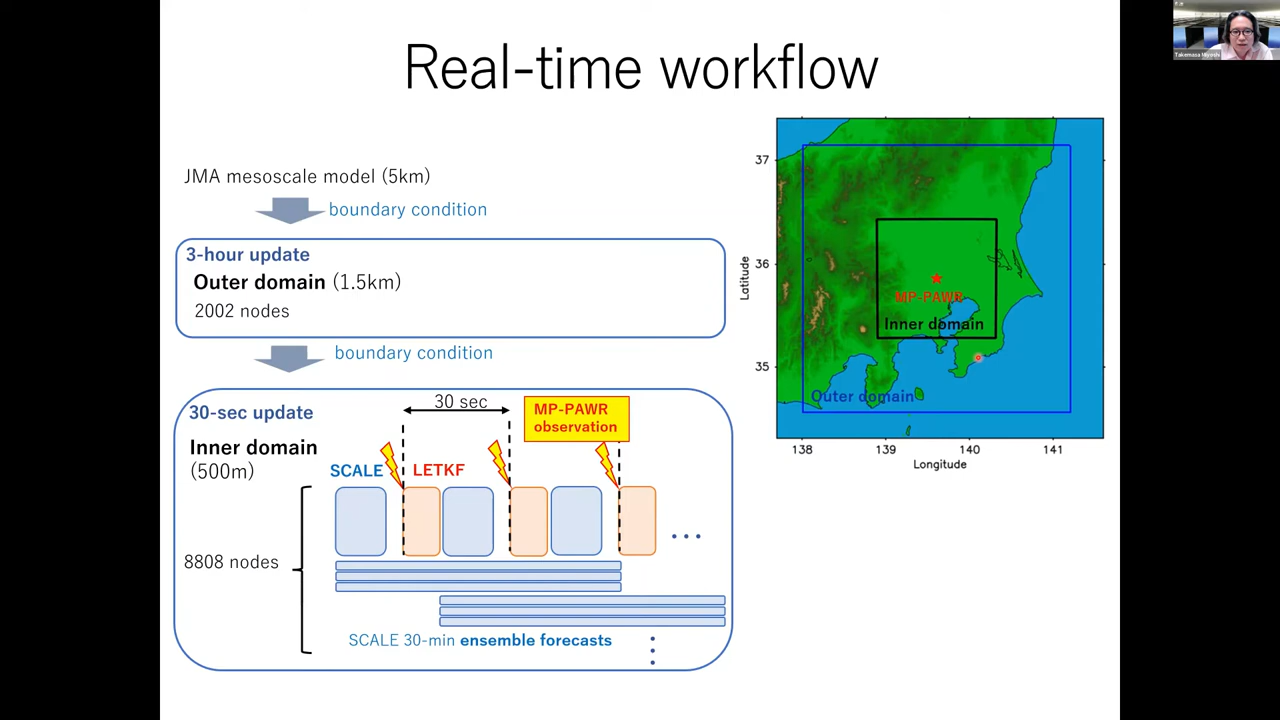 Real-time workflow
JMA mesoscale model (5km)
boundary condition
3-hour update
Outer domain (1.5km)
2002 nodes
boundary condition
30-sec update
Inner domain
(500m)
30 sec
MP-PAWR
observation
SCALE
LETKF
8808 nodes
...
SCALE 30-min ensemble forecasts
Latitude
37
36
35
MP-PAWR
Inner domain
Outer domain
138
139
140
141
Longitude
Takemasa Miyoshi